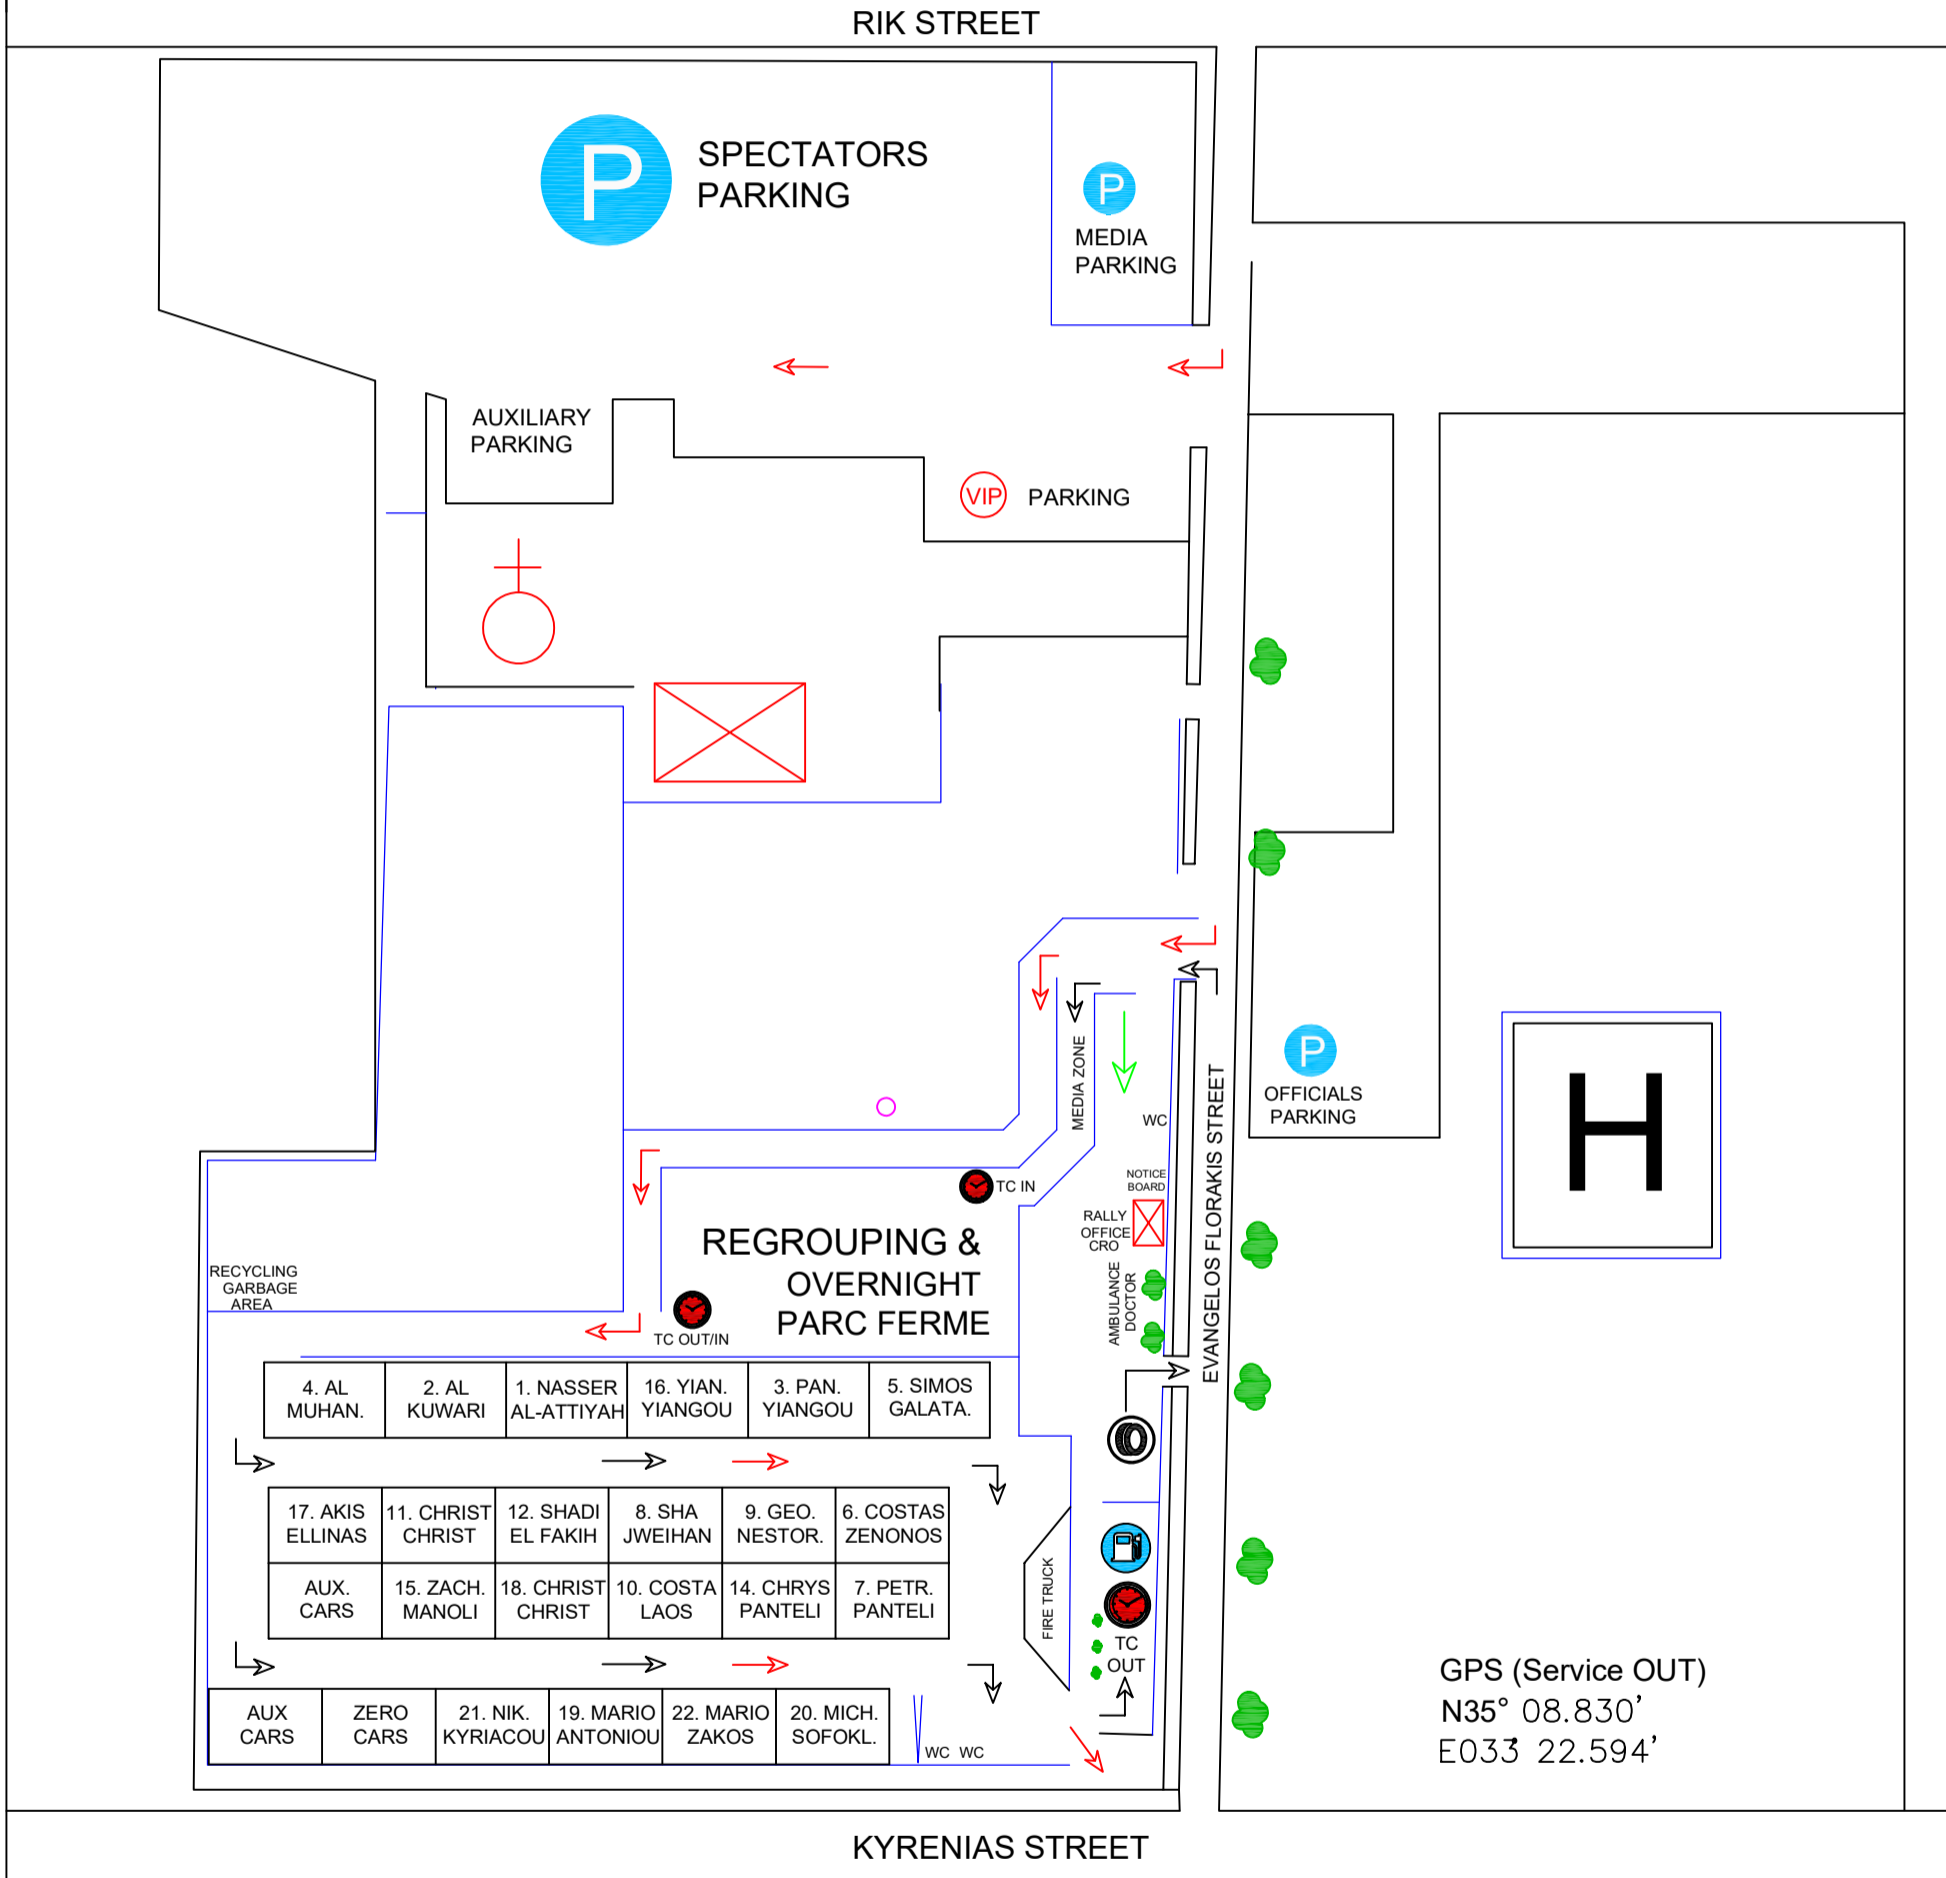 RIK STREET
P
SPECTATORS
PARKING
P
MEDIA
PARKING
AUXILIARY
PARKING
VIP
PARKING
MEDIA ZONE
WC
NOTICE
BOARD
RALLY
OFFICE
CRO
AMBULANCE
DOCTOR
EVANGELOS FLORAKIS STREET
P
OFFICIALS
PARKING
H
TC IN
REGROUPING &
OVERNIGHT
PARC FERME
TC OUT/IN
RECYCLING
GARBAGE
AREA
4. AL
MUHAN.
2. AL
KUWARI
1. NASSER
AL-ATTIYAH
16. YIAN.
YIANGOU
3. PAN.
YIANGOU
5. SIMOS
GALATA.
17. AKIS
ELLINAS
11. CHRIST
CHRIST
12. SHADI
EL FAKIH
8. SHA
JWEIHAN
9. GEO.
NESTOR.
6. COSTAS
ZENONOS
AUX.
CARS
15. ZACH.
MANOLI
18. CHRIST
CHRIST
10. COSTA
LAOS
14. CHRYS
PANTELI
7. PETR.
PANTELI
FIRE TRUCK
TC
OUT
AUX
CARS
ZERO
CARS
21. NIK.
KYRIACOU
19. MARIO
ANTONIOU
22. MARIO
ZAKOS
20. MICH.
SOFOKL.
WC WC
GPS (Service OUT)
N35° 08.830’
E033° 22.594’
KYRENIAS STREET